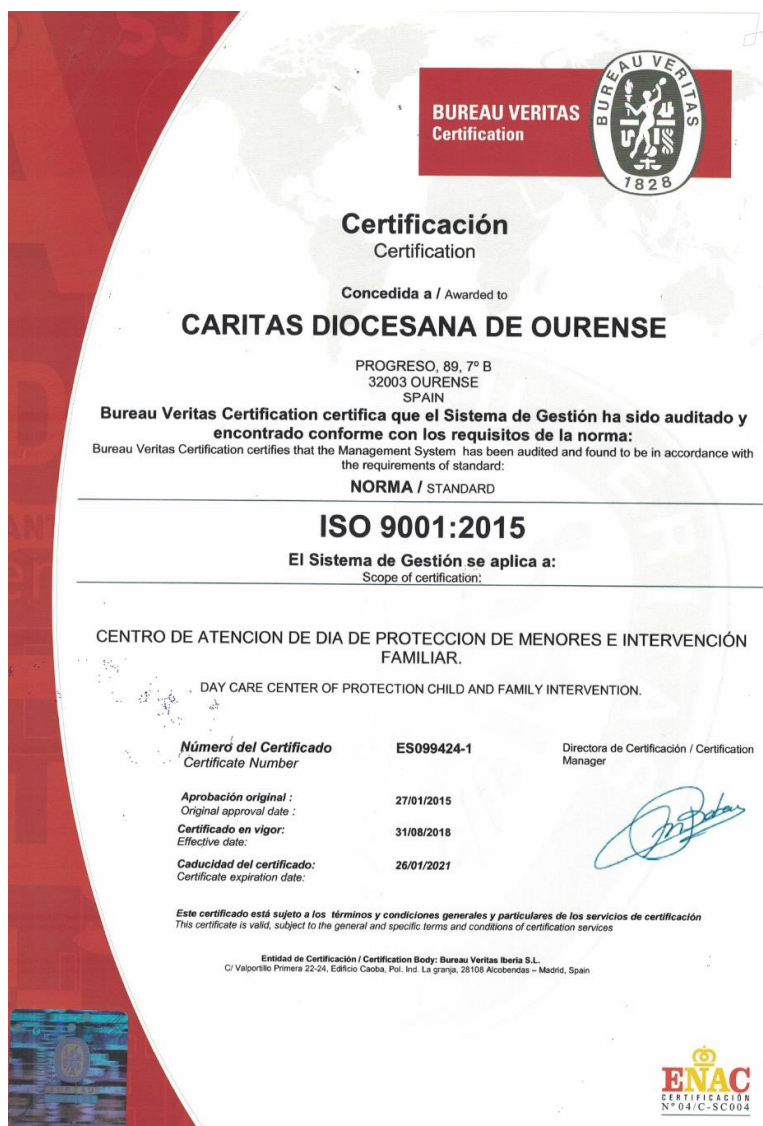 BUREAU VERITAS
Certification
BUREAU VERITAS
1828
Certificación
Certification
Concedida a / Awarded to
CARITAS DIOCESANA DE OURENSE
PROGRESO, 89, 7º B
32003 OURENSE
SPAIN
Bureau Veritas Certification certifica que el Sistema de Gestión ha sido auditado y
encontrado conforme con los requisitos de la norma:
Bureau Veritas Certification certifies that the Management System has been audited and found to be in accordance with
the requirements of standard:
NORMA / STANDARD
ISO 9001:2015
El Sistema de Gestión se aplica a:
Scope of certification:
CENTRO DE ATENCION DE DIA DE PROTECCION DE MENORES E INTERVENCIÓN
FAMILIAR.
DAY CARE CENTER OF PROTECTION CHILD AND FAMILY INTERVENTION.
Número del Certificado ES099424-1 Directora de Certificación / Certification
Certificate Number Manager
Aprobación original : 27/01/2015
Original approval date :
Certificado en vigor: 31/08/2018
Effective date:
Caducidad del certificado: 26/01/2021
Certificate expiration date:
Este certificado está sujeto a los términos y condiciones generales y particulares de los servicios de certificación
This certificate is valid, subject to the general and specific terms and conditions of certification services
Entidad de Certificación / Certification Body: Bureau Veritas Iberia S.L.
C/ Valportillo Primera 22-24, Edificio Caoba, Pol. Ind. La granja, 28108 Alcobendas – Madrid, Spain
ENAC
CERTIFICACIÓN
Nº 04/C-SC004